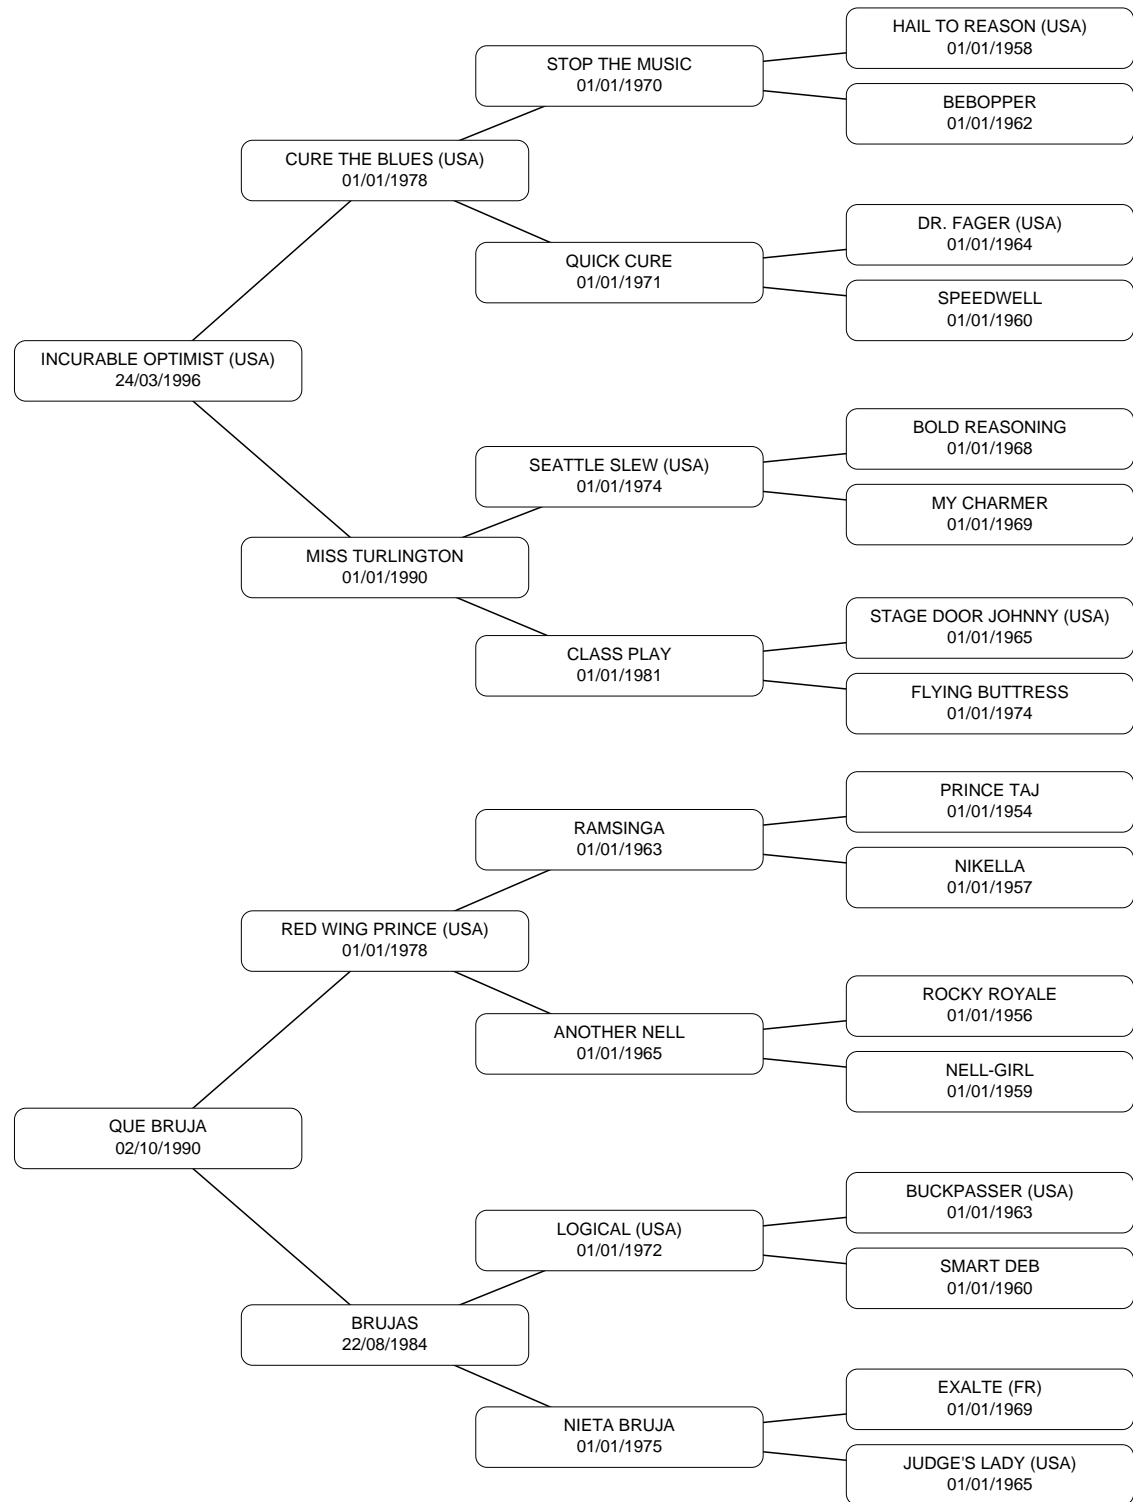 HAIL TO REASON (USA)
01/01/1958
STOP THE MUSIC
01/01/1970
BEBOPPER
01/01/1962
CURE THE BLUES (USA)
01/01/1978
DR. FAGER (USA)
01/01/1964
QUICK CURE
01/01/1971
SPEEDWELL
01/01/1960
INCURABLE OPTIMIST (USA)
24/03/1996
BOLD REASONING
01/01/1968
SEATTLE SLEW (USA)
01/01/1974
MY CHARMER
01/01/1969
MISS TURLINGTON
01/01/1990
STAGE DOOR JOHNNY (USA)
01/01/1965
CLASS PLAY
01/01/1981
FLYING BUTTRESS
01/01/1974
PRINCE TAJ
01/01/1954
RAMSINGA
01/01/1963
NIKELLA
01/01/1957
RED WING PRINCE (USA)
01/01/1978
ROCKY ROYALE
01/01/1956
ANOTHER NELL
01/01/1965
NELL-GIRL
01/01/1959
QUE BRUJA
02/10/1990
BUCKPASSER (USA)
01/01/1963
LOGICAL (USA)
01/01/1972
SMART DEB
01/01/1960
BRUJAS
22/08/1984
EXALTE (FR)
01/01/1969
NIETA BRUJA
01/01/1975
JUDGE'S LADY (USA)
01/01/1965